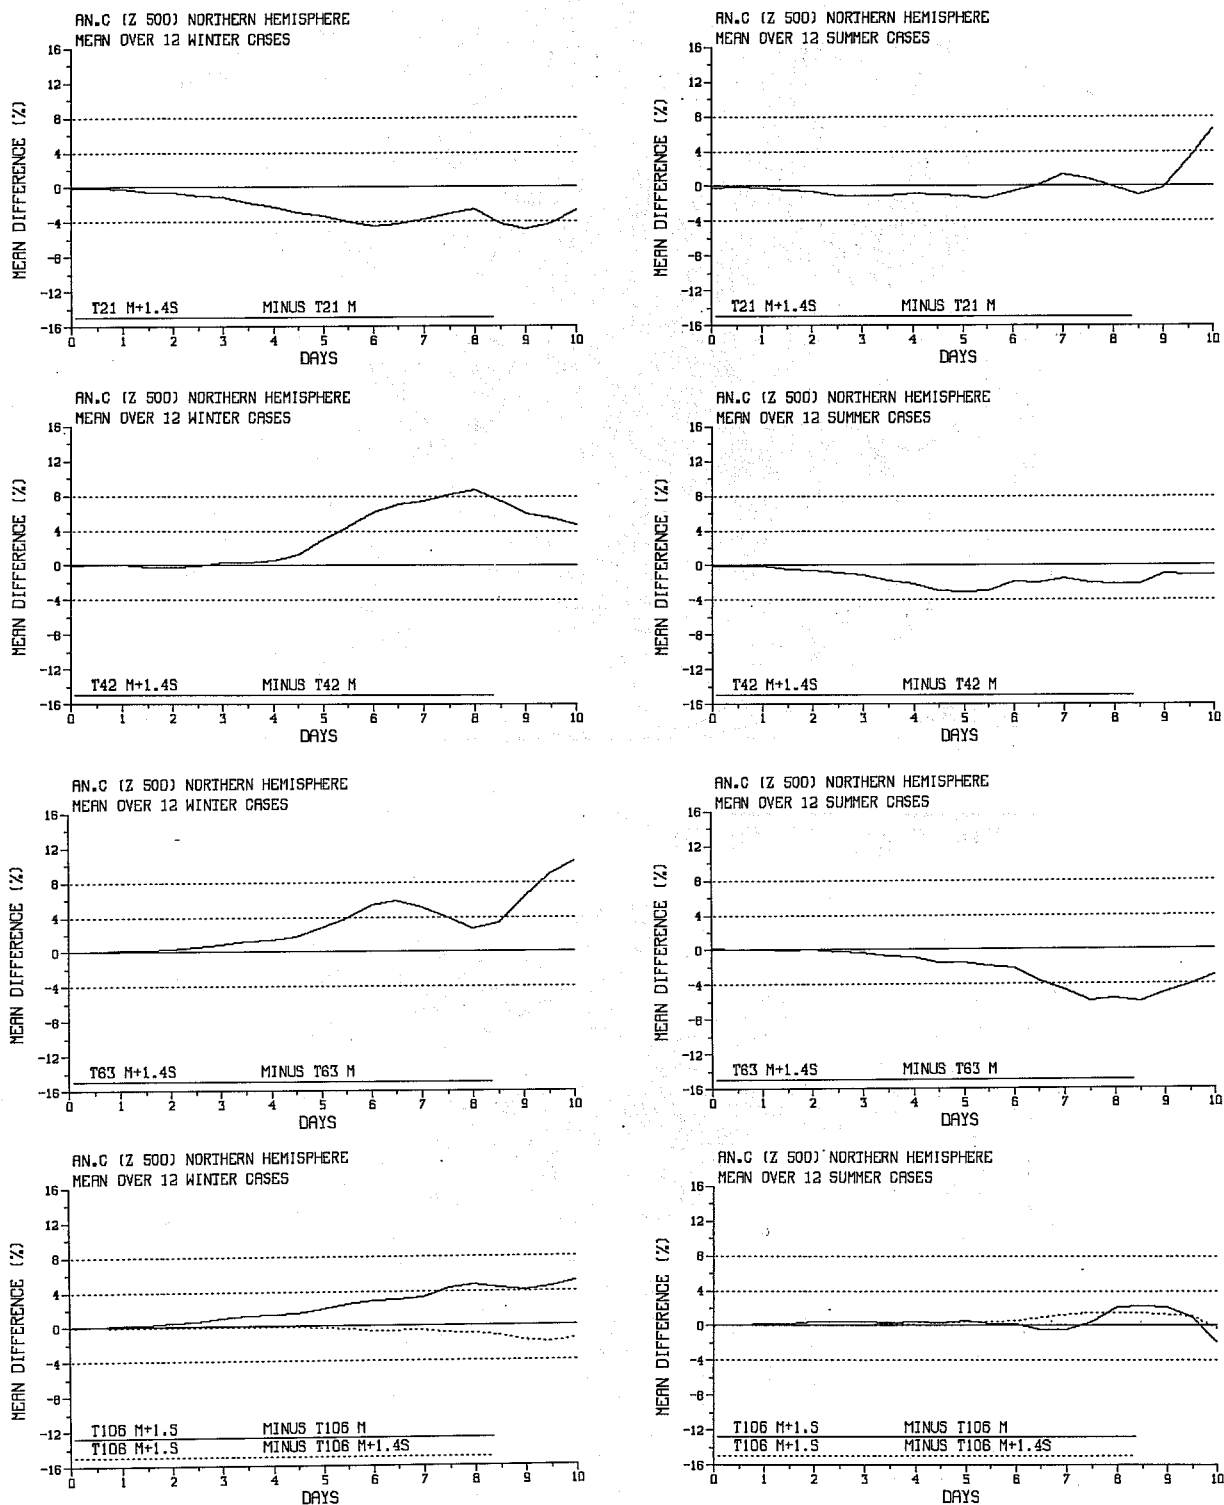 AN.C (Z 500) NORTHERN HEMISPHERE
MEAN OVER 12 WINTER CASES
MEAN DIFFERENCE (%)
16
12
8
4
0
-4
-8
-12
-16
T21 M+1.4S MINUS T21 M
0 1 2 3 4 5 6 7 8 9 10
DAYS
AN.C (Z 500) NORTHERN HEMISPHERE
MEAN OVER 12 SUMMER CASES
MEAN DIFFERENCE (%)
16
12
8
4
0
-4
-8
-12
-16
T21 M+1.4S MINUS T21 M
0 1 2 3 4 5 6 7 8 9 10
DAYS
AN.C (Z 500) NORTHERN HEMISPHERE
MEAN OVER 12 WINTER CASES
MEAN DIFFERENCE (%)
16
12
8
4
0
-4
-8
-12
-16
T42 M+1.4S MINUS T42 M
0 1 2 3 4 5 6 7 8 9 10
DAYS
AN.C (Z 500) NORTHERN HEMISPHERE
MEAN OVER 12 SUMMER CASES
MEAN DIFFERENCE (%)
16
12
8
4
0
-4
-8
-12
-16
T42 M+1.4S MINUS T42 M
0 1 2 3 4 5 6 7 8 9 10
DAYS
AN.C (Z 500) NORTHERN HEMISPHERE
MEAN OVER 12 WINTER CASES
MEAN DIFFERENCE (%)
16
12
8
4
0
-4
-8
-12
-16
T63 M+1.4S MINUS T63 M
0 1 2 3 4 5 6 7 8 9 10
DAYS
AN.C (Z 500) NORTHERN HEMISPHERE
MEAN OVER 12 SUMMER CASES
MEAN DIFFERENCE (%)
16
12
8
4
0
-4
-8
-12
-16
T63 M+1.4S MINUS T63 M
0 1 2 3 4 5 6 7 8 9 10
DAYS
AN.C (Z 500) NORTHERN HEMISPHERE
MEAN OVER 12 WINTER CASES
MEAN DIFFERENCE (%)
16
12
8
4
0
-4
-8
-12
-16
T106 M+1.S MINUS T106 M
T106 M+1.S MINUS T106 M+1.4S
0 1 2 3 4 5 6 7 8 9 10
DAYS
AN.C (Z 500) NORTHERN HEMISPHERE
MEAN OVER 12 SUMMER CASES
MEAN DIFFERENCE (%)
16
12
8
4
0
-4
-8
-12
-16
T106 M+1.S MINUS T106 M
T106 M+1.S MINUS T106 M+1.4S
0 1 2 3 4 5 6 7 8 9 10
DAYS